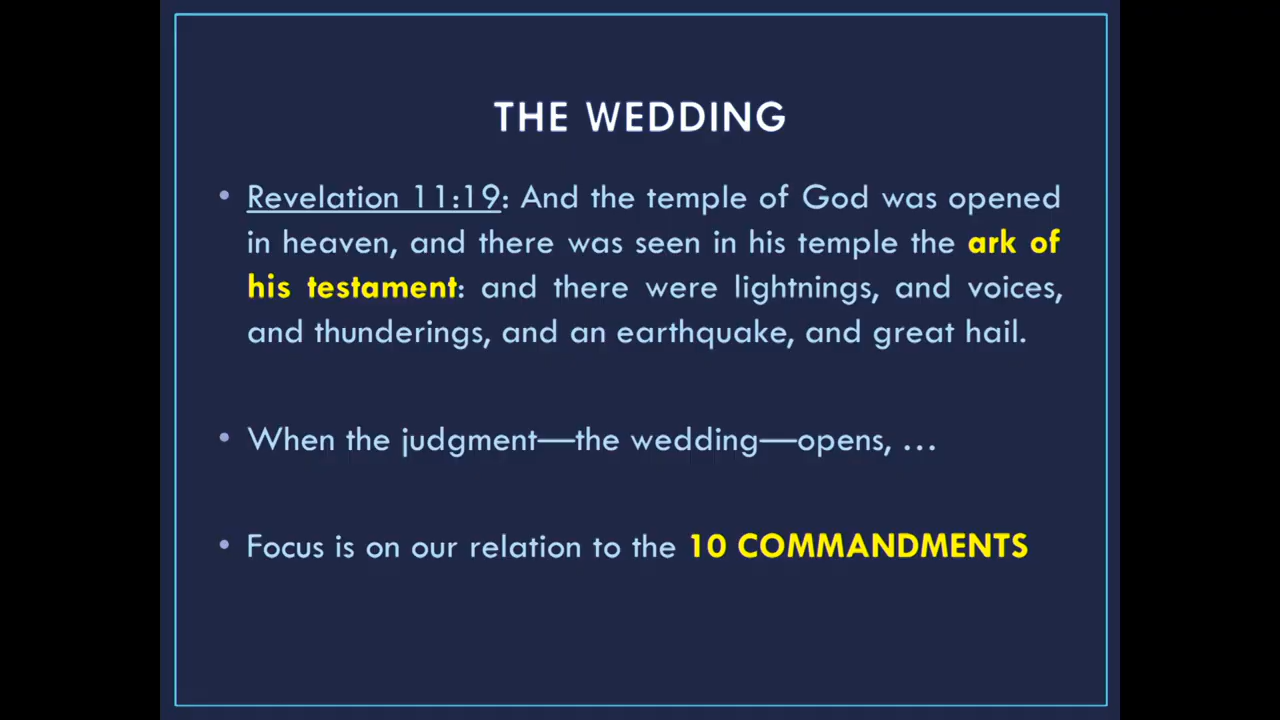 THE WEDDING
• Revelation 11:19: And the temple of God was opened
in heaven, and there was seen in his temple the ark of
his testament: and there were lightnings, and voices,
and thunderings, and an earthquake, and great hail.
• When the judgment—the wedding—opens, …
• Focus is on our relation to the 10 COMMANDMENTS